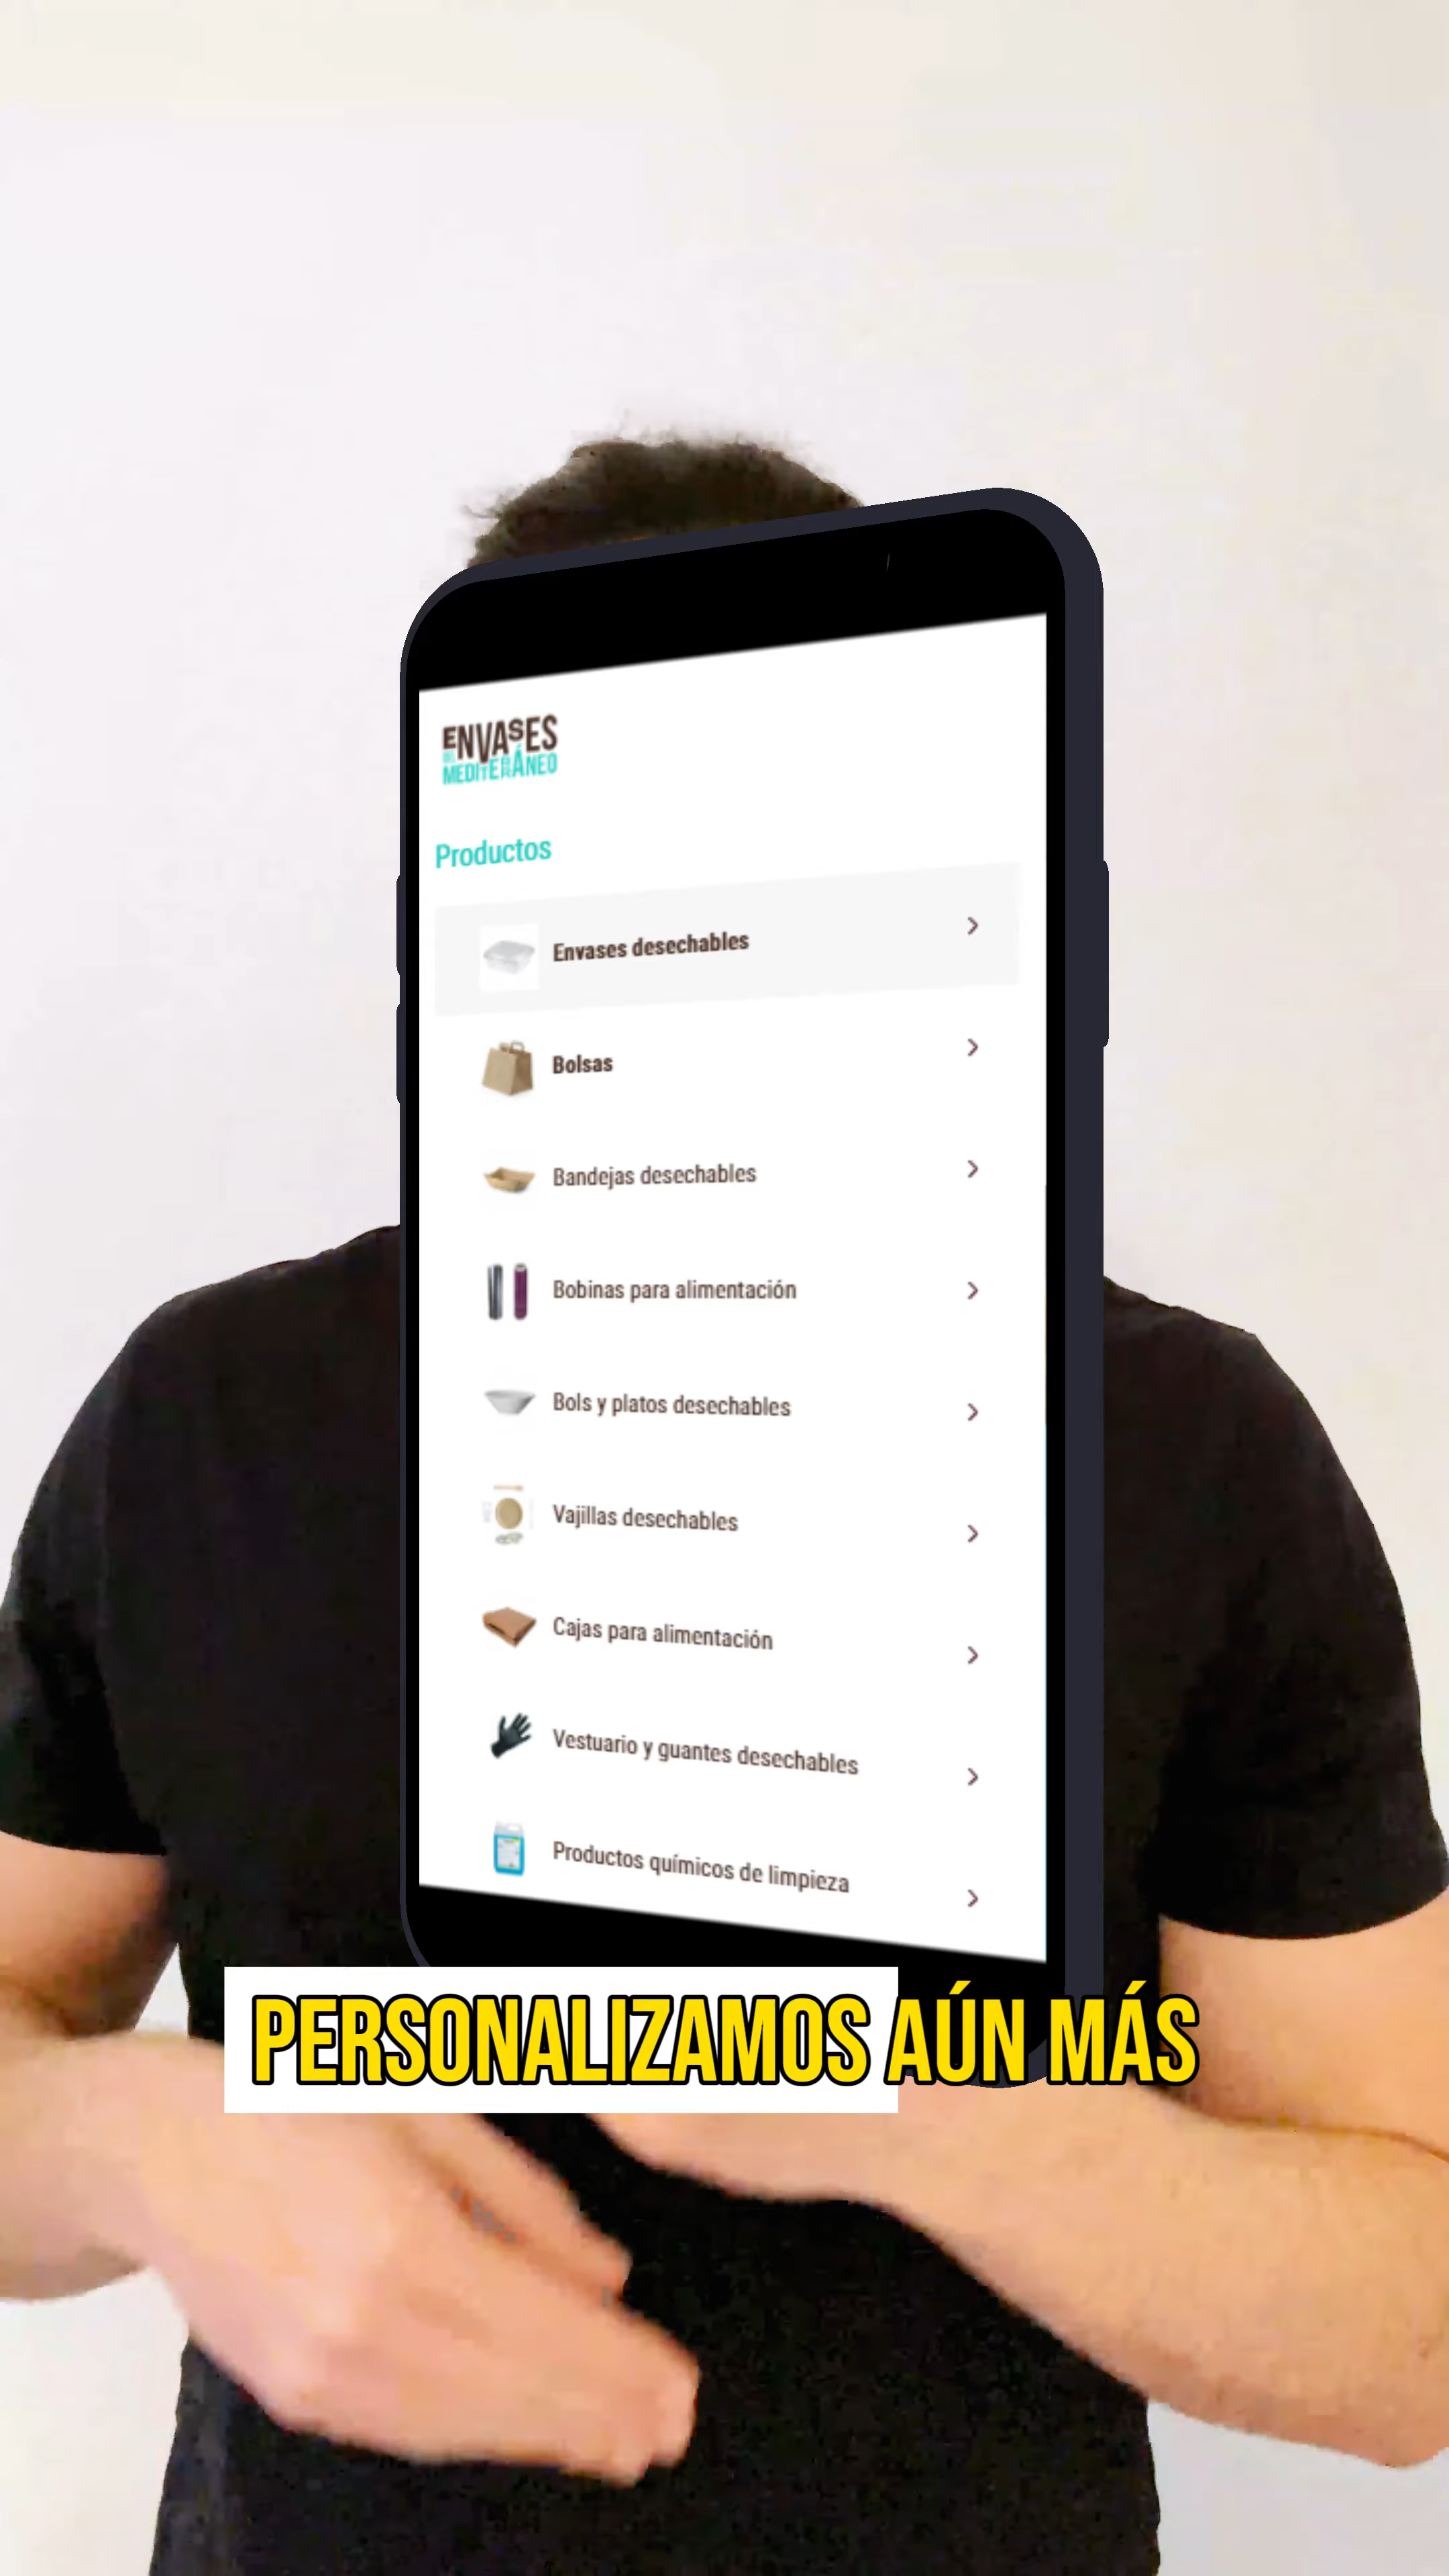 ENVASES
DEL
MEDITERRÁNEO
Productos
Envases desechables
Bolsas
Bandejas desechables
Bobinas para alimentación
Bols y platos desechables
Vajillas desechables
Cajas para alimentación
Vestuario y guantes desechables
Productos químicos de limpieza
PERSONALIZAMOS AÚN MÁS